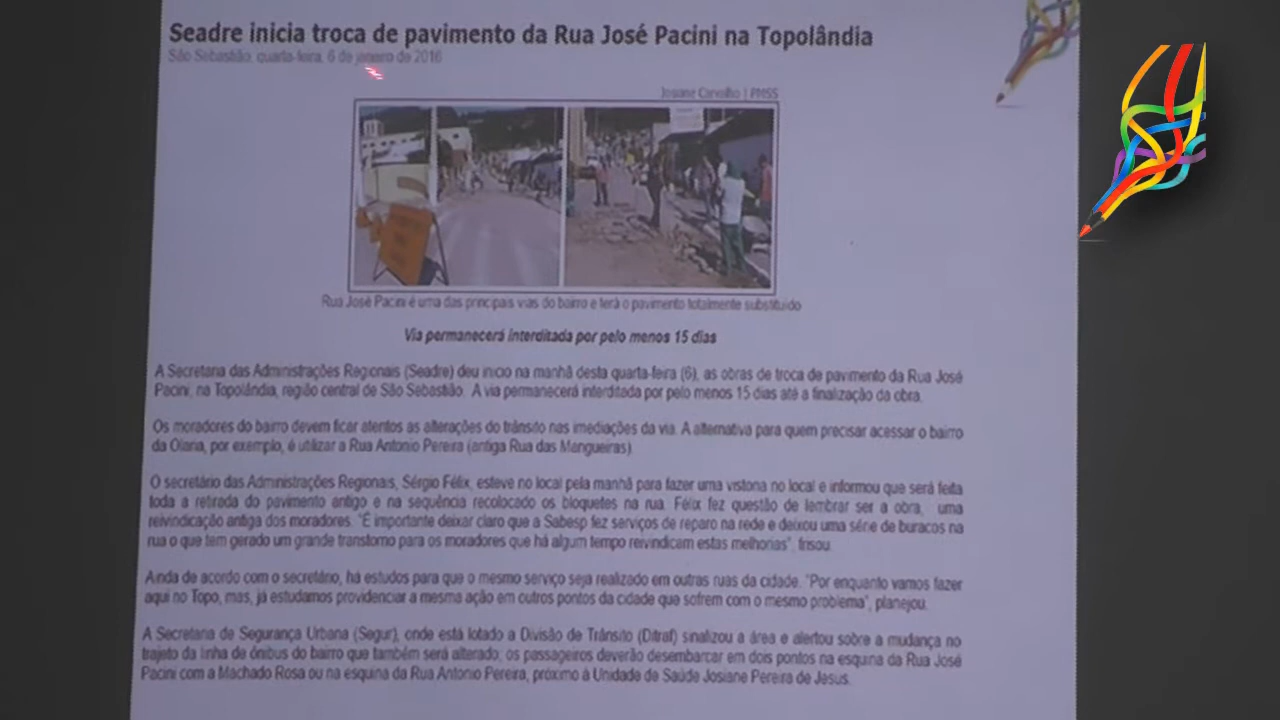 Seadre inicia troca de pavimento da Rua José Pacini na Topolândia
São Sebastião, quarta-feira, 6 de janeiro de 2016
Josiane Carvalho | PMSS
Rua José Pacini é uma das principais vias do bairro e terá o pavimento totalmente substituído
Via permanecerá interditada por pelo menos 15 dias
A Secretaria das Administrações Regionais (Seadre) deu início na manhã desta quarta-feira (6), as obras de troca de pavimento da Rua José
Pacini, na Topolândia, região central de São Sebastião. A via permanecerá interditada por pelo menos 15 dias até a finalização da obra.
Os moradores do bairro devem ficar atentos as alterações do trânsito nas imediações da via. A alternativa para quem precisar acessar o bairro
da Olaria, por exemplo, é utilizar a Rua Antonio Pereira (antiga Rua das Mangueiras).
O secretário das Administrações Regionais, Sérgio Félix, esteve no local pela manhã para fazer uma vistoria no local e informou que será feita
toda a retirada do pavimento antigo e na sequência recolocado os bloquetes na rua. Félix fez questão de lembrar ser a obra, uma
reivindicação antiga dos moradores. "É importante deixar claro que a Sabesp fez serviços de reparo na rede e deixou uma série de buracos na
rua o que tem gerado um grande transtorno para os moradores que há algum tempo reivindicam estas melhorias", frisou.
Ainda de acordo com o secretário, há estudos para que o mesmo serviço seja realizado em outras ruas da cidade. "Por enquanto vamos fazer
aqui no Topo, mas, já estudamos providenciar a mesma ação em outros pontos da cidade que sofrem com o mesmo problema", planejou.
A Secretaria de Segurança Urbana (Segur), onde está lotado a Divisão de Trânsito (Ditraf) sinalizou a área e alertou sobre a mudança no
trajeto da linha de ônibus do bairro que também será alterado; os passageiros deverão desembarcar em dois pontos na esquina da Rua José
Pacini com a Machado Rosa ou na esquina da Rua Antonio Pereira, próximo à Unidade de Saúde Josiane Pereira de Jesus.